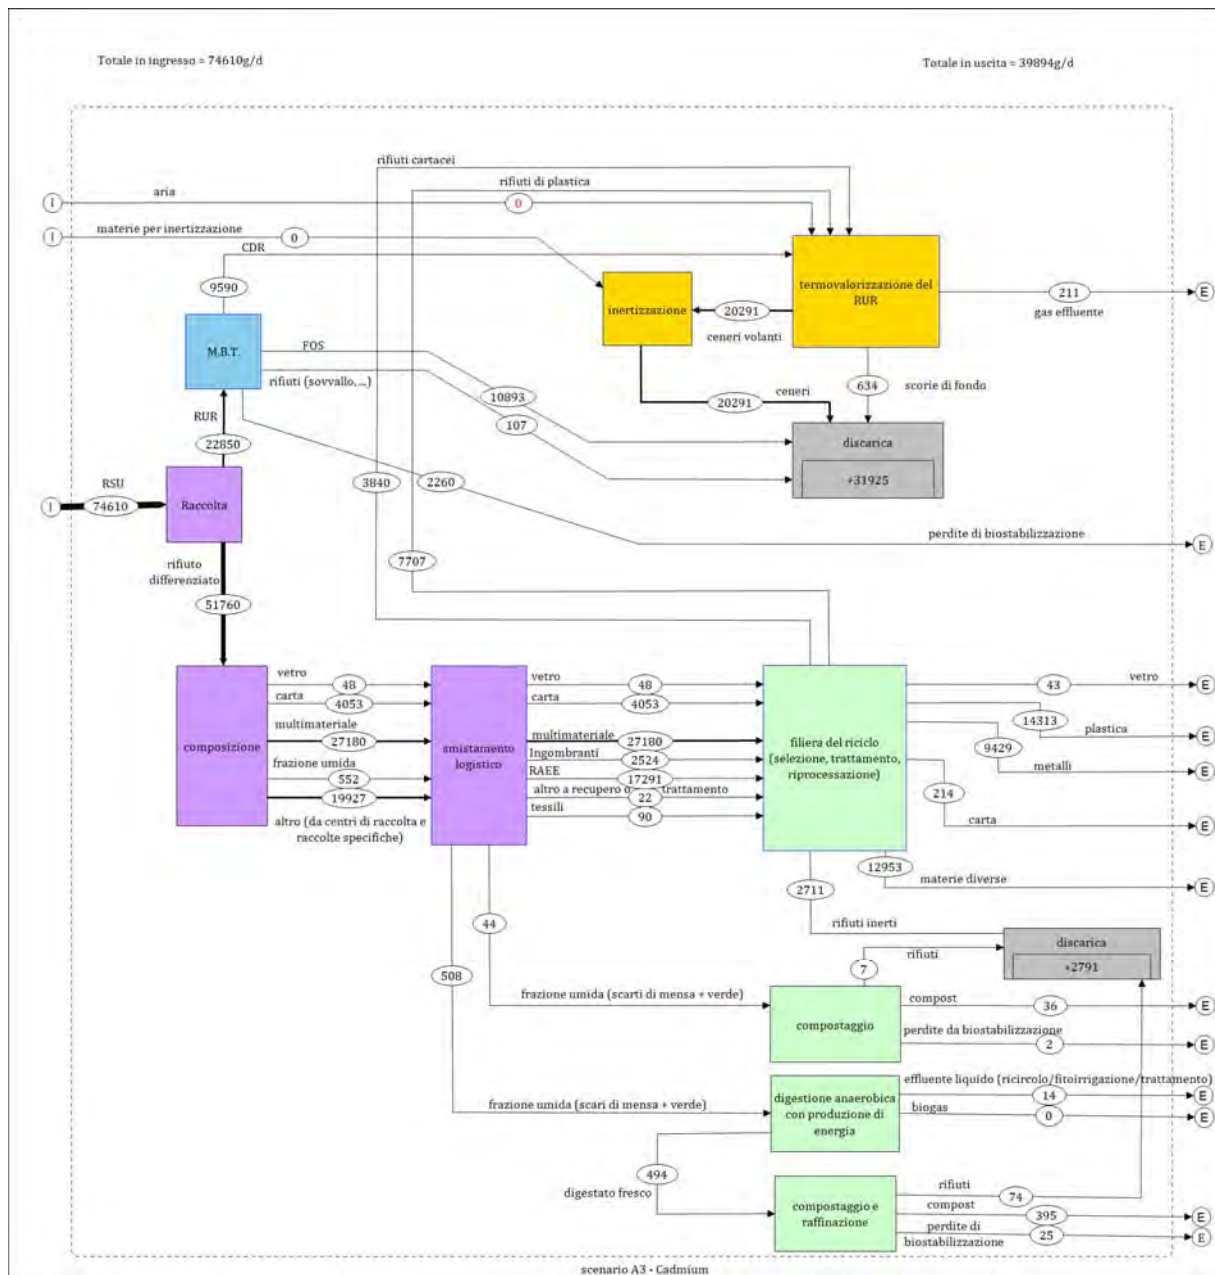 Totale in ingresso = 74610g/d
Totale in uscita = 39894g/d
rifiuti cartacei
rifiuti di plastica
aria
I
0
materie per inertizzazione
I
0
CDR
9590
termovalorizzazione del
RUR
211
E
gas effluente
inertizzazione
20291
ceneri volanti
M.B.T.
FOS
rifiuti (sovvallo, ...)
634
scorie di fondo
10893
20291
ceneri
107
RUR
22850
discarica
+31925
RSU
I
74610
Raccolta
3840
2260
perdite di biostabilizzazione
E
7707
rifiuto
differenziato
51760
composizione
vetro
48
carta
4053
multimateriale
27180
frazione umida
552
19927
altro (da centri di raccolta e
raccolte specifiche)
smistamento
logistico
vetro
48
carta
4053
multimateriale
27180
Ingombranti
2524
RAEE
17291
altro a recupero o trattamento
22
tessili
90
filiera del riciclo
(selezione, trattamento,
riprocessazione)
43
vetro
E
14313
plastica
E
9429
metalli
E
214
carta
E
12953
materie diverse
E
2711
rifiuti inerti
44
508
discarica
+2791
7
rifiuti
frazione umida (scarti di mensa + verde)
compostaggio
compost
36
E
perdite da biostabilizzazione
2
E
frazione umida (scari di mensa + verde)
digestione anaerobica
con produzione di
energia
effluente liquido (ricircolo/fitoirrigazione/trattamento)
14
E
biogas
0
E
494
digestato fresco
compostaggio e
raffinazione
rifiuti
74
compost
395
E
perdite di
biostabilizzazione
25
E
scenario A3 - Cadmium